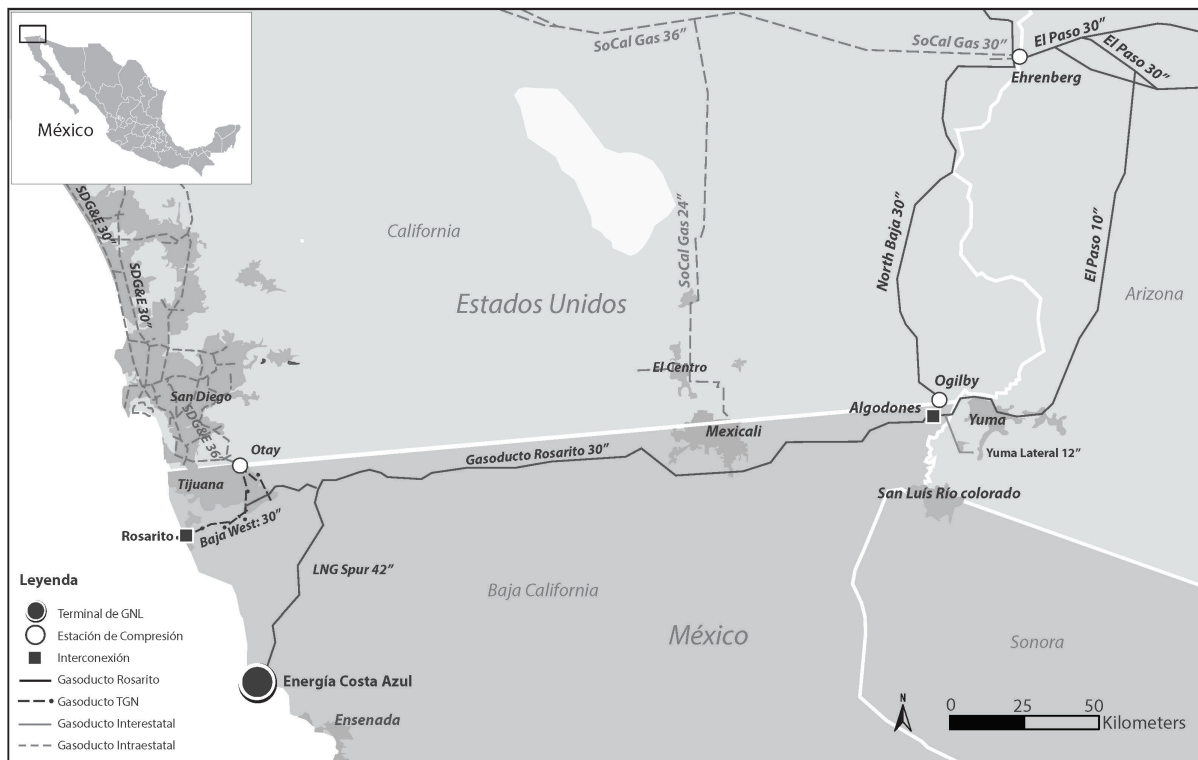 México
SoCal Gas 36”
SoCal Gas 30”
El Paso 30”
El Paso 30”
Ehrenberg
SDG&E 30”
SDG&E 30”
California
SoCal Gas 24”
North Baja 30”
El Paso 10”
Arizona
Estados Unidos
El Centro
Ogilby
San Diego
SDG&E 36”
Algodones
Yuma
Mexicali
Otay
Gasoducto Rosarito 30”
Yuma Lateral 12”
Tijuana
San Luís Río colorado
Rosarito
Baja West: 30”
LNG Spur 42”
Baja California
México
Sonora
Energía Costa Azul
Ensenada
Leyenda
Terminal de GNL
Estación de Compresión
Interconexión
Gasoducto Rosarito
Gasoducto TGN
Gasoducto Interestatal
Gasoducto Intraestatal
N
0 25 50
Kilometers